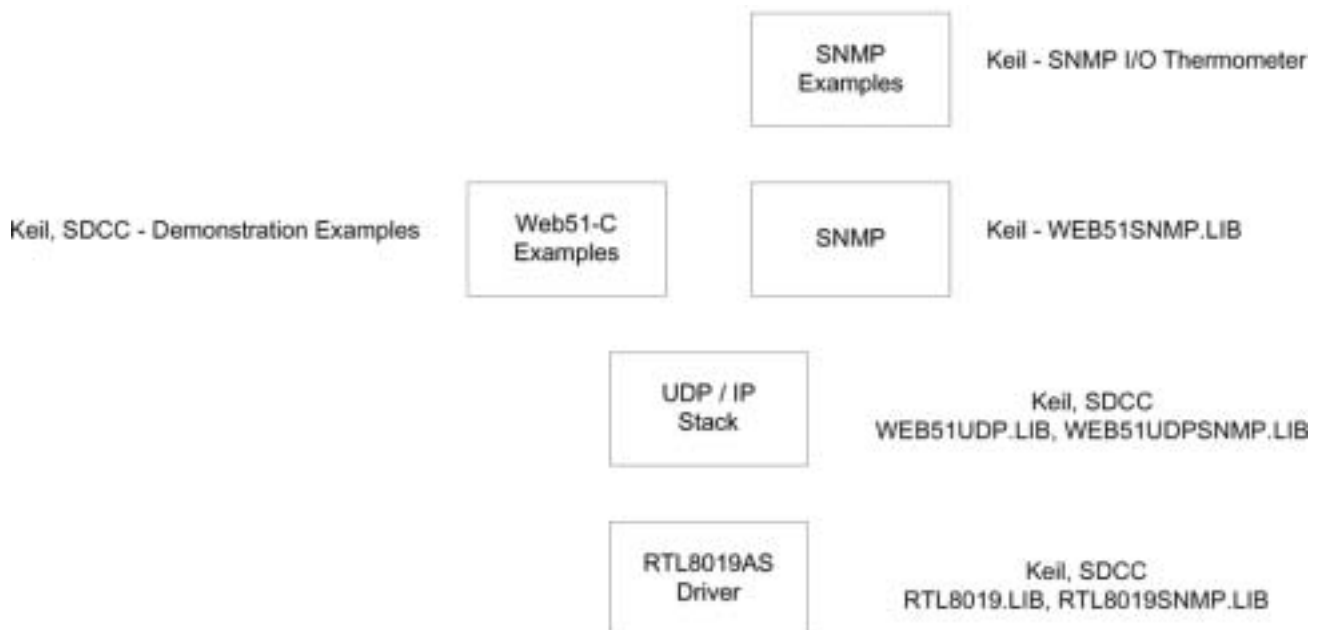 SNMP
Examples
Keil - SNMP I/O Thermometer
Keil, SDCC - Demonstration Examples
Web51-C
Examples
SNMP
Keil - WEB51SNMP.LIB
UDP / IP
Stack
Keil, SDCC
WEB51UDP.LIB, WEB51UDPSNMP.LIB
RTL8019AS
Driver
Keil, SDCC
RTL8019.LIB, RTL8019SNMP.LIB